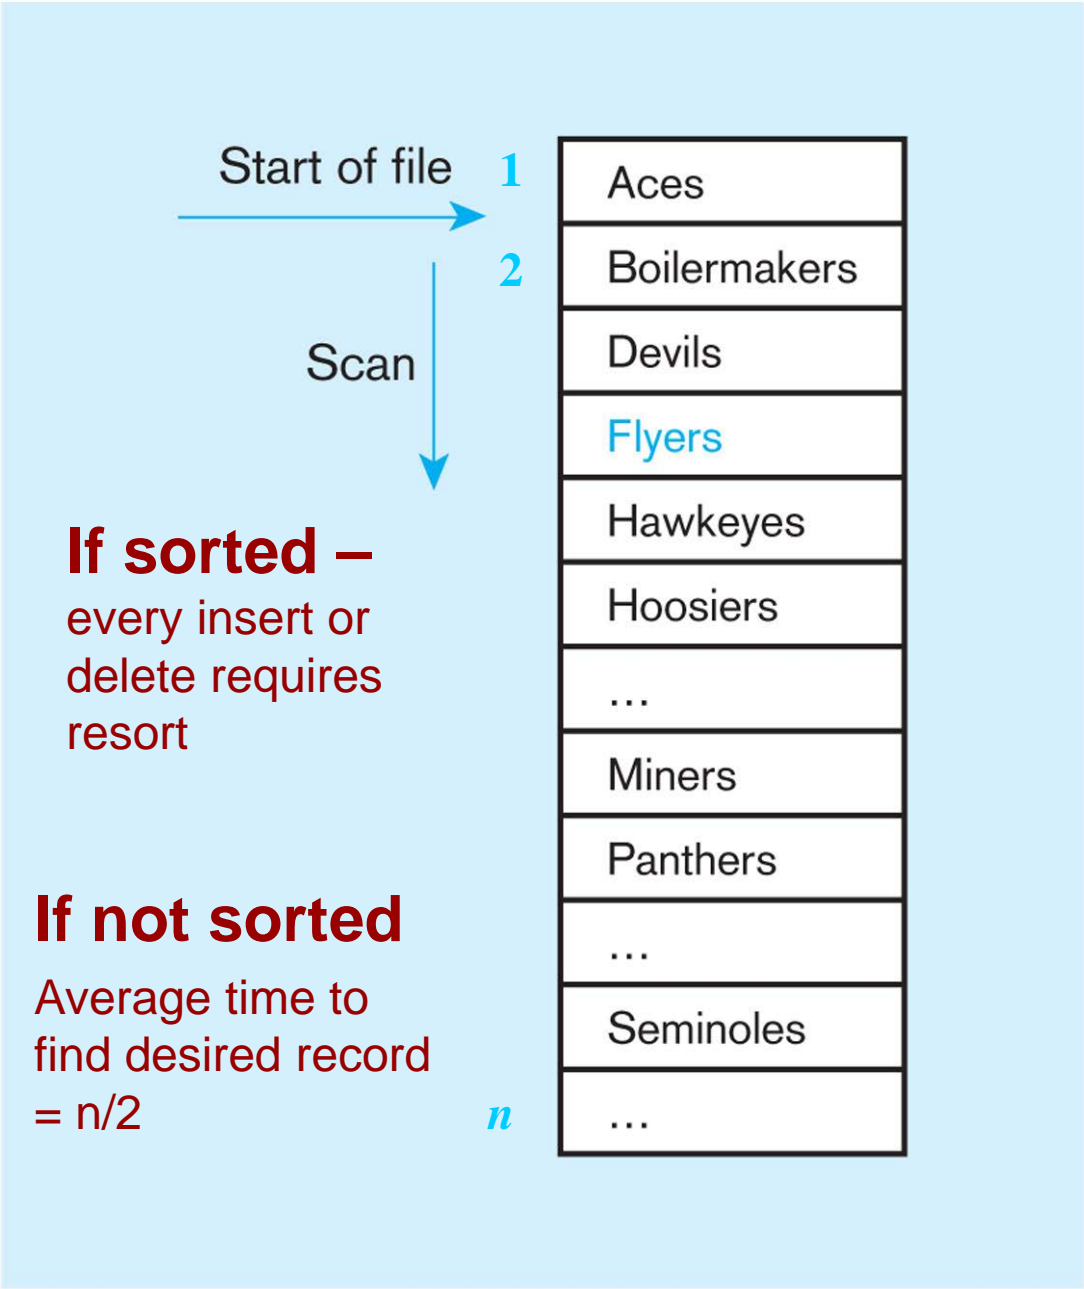 Start of file
1
Aces
2
Boilermakers
Devils
Scan
Flyers
Hawkeyes
If sorted –
every insert or
delete requires
resort
Hoosiers
...
Miners
Panthers
If not sorted
Average time to
find desired record
= n/2
...
Seminoles
n
...